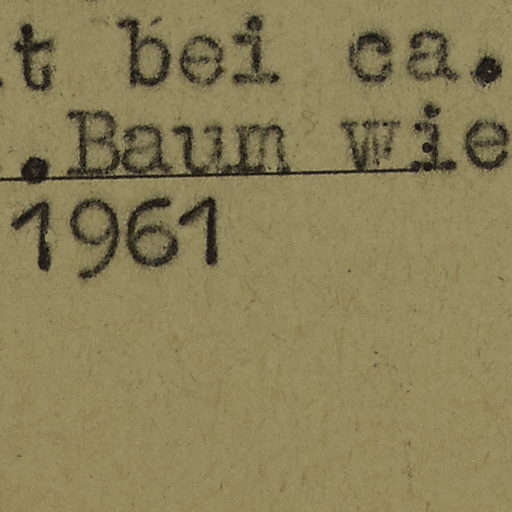 t bei ca.
.Baum wie
1961